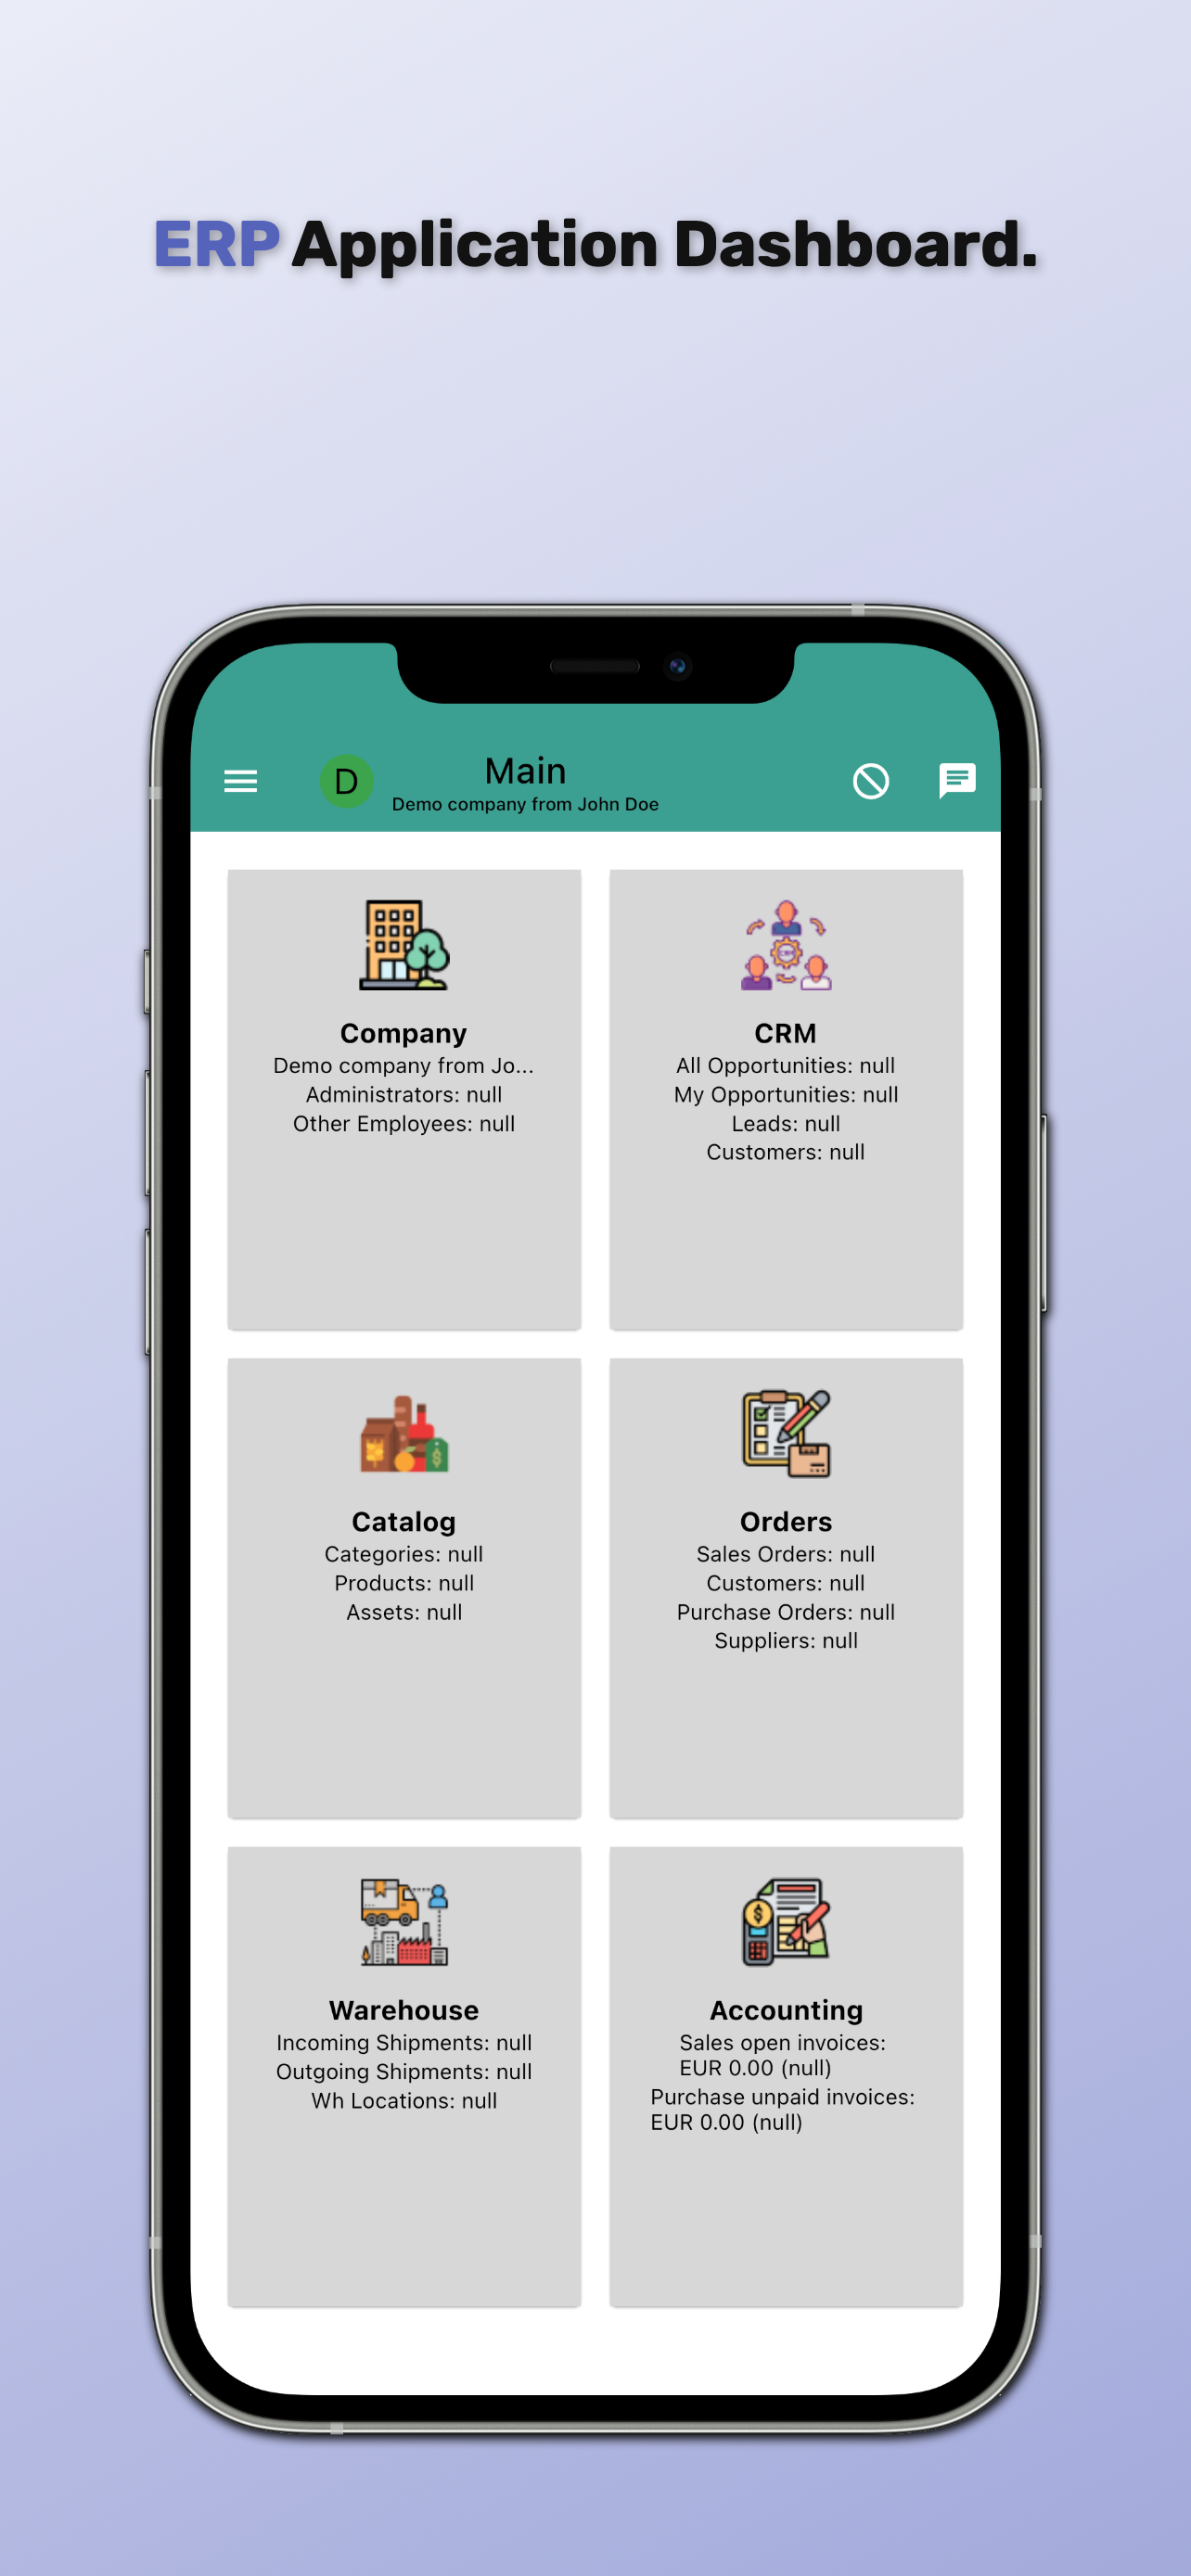 ERP Application Dashboard.
D
Main
Demo company from John Doe
Company
Demo company from Jo...
Administrators: null
Other Employees: null
CRM
All Opportunities: null
My Opportunities: null
Leads: null
Customers: null
Catalog
Categories: null
Products: null
Assets: null
Orders
Sales Orders: null
Customers: null
Purchase Orders: null
Suppliers: null
Warehouse
Incoming Shipments: null
Outgoing Shipments: null
Wh Locations: null
Accounting
Sales open invoices:
EUR 0.00 (null)
Purchase unpaid invoices:
EUR 0.00 (null)